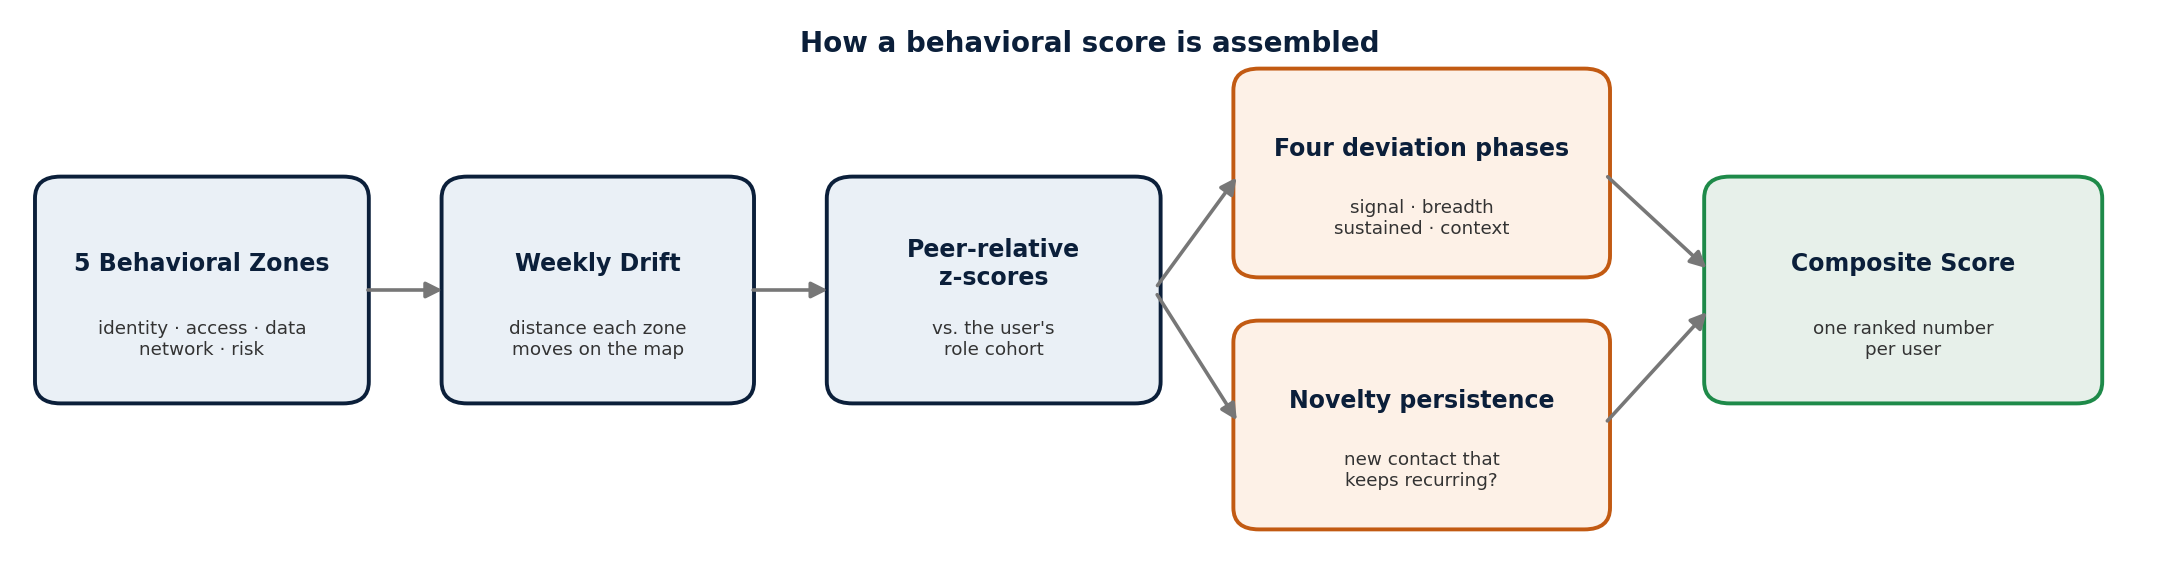 How a behavioral score is assembled
5 Behavioral Zones
identity · access · data
network · risk
Weekly Drift
distance each zone
moves on the map
Peer-relative
z-scores
vs. the user's
role cohort
Four deviation phases
signal · breadth
sustained · context
Novelty persistence
new contact that
keeps recurring?
Composite Score
one ranked number
per user